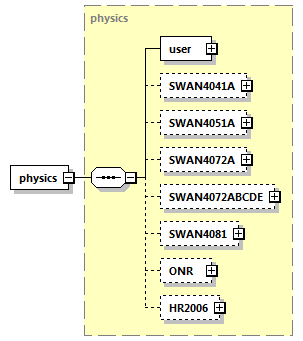 physics
user
SWAN4041A
SWAN4051A
SWAN4072A
physics
SWAN4072ABCDE
SWAN4081
ONR
HR2006